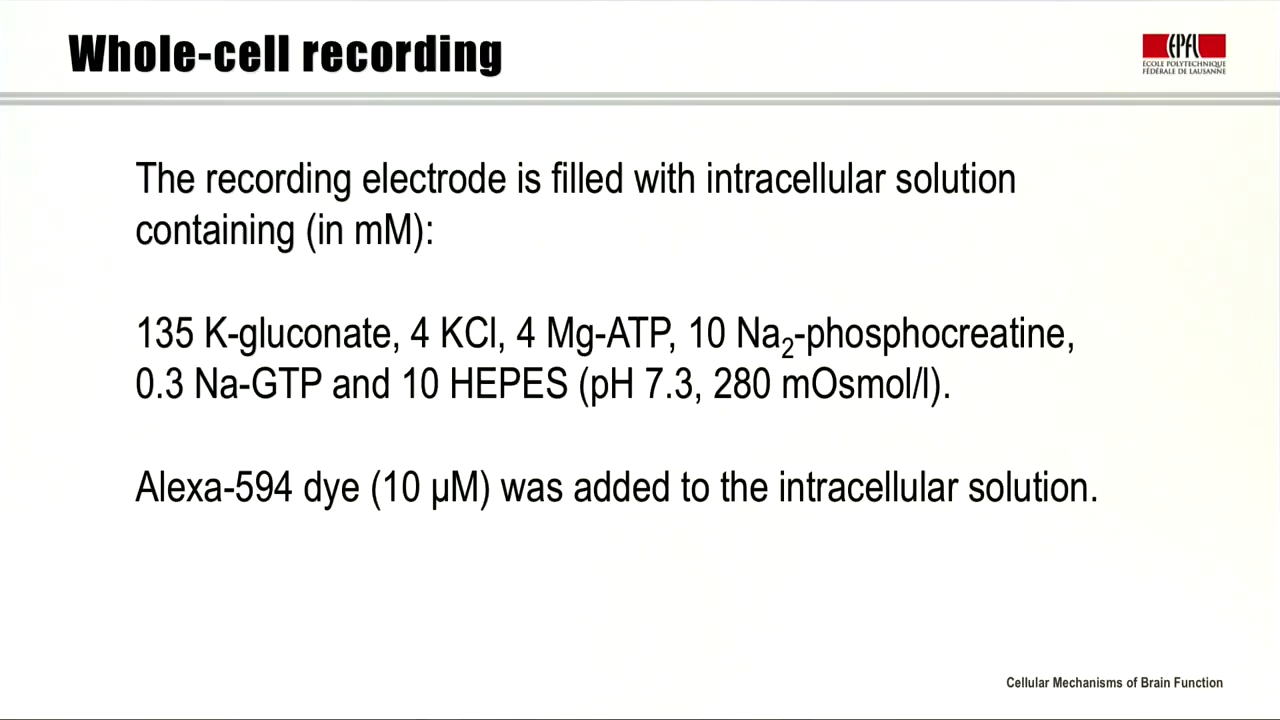 Whole-cell recording
EPFL
ÉCOLE POLYTECHNIQUE
FÉDÉRALE DE LAUSANNE
The recording electrode is filled with intracellular solution
containing (in mM):
135 K-gluconate, 4 KCl, 4 Mg-ATP, 10 Na₂-phosphocreatine,
0.3 Na-GTP and 10 HEPES (pH 7.3, 280 mOsmol/l).
Alexa-594 dye (10 µM) was added to the intracellular solution.
Cellular Mechanisms of Brain Function